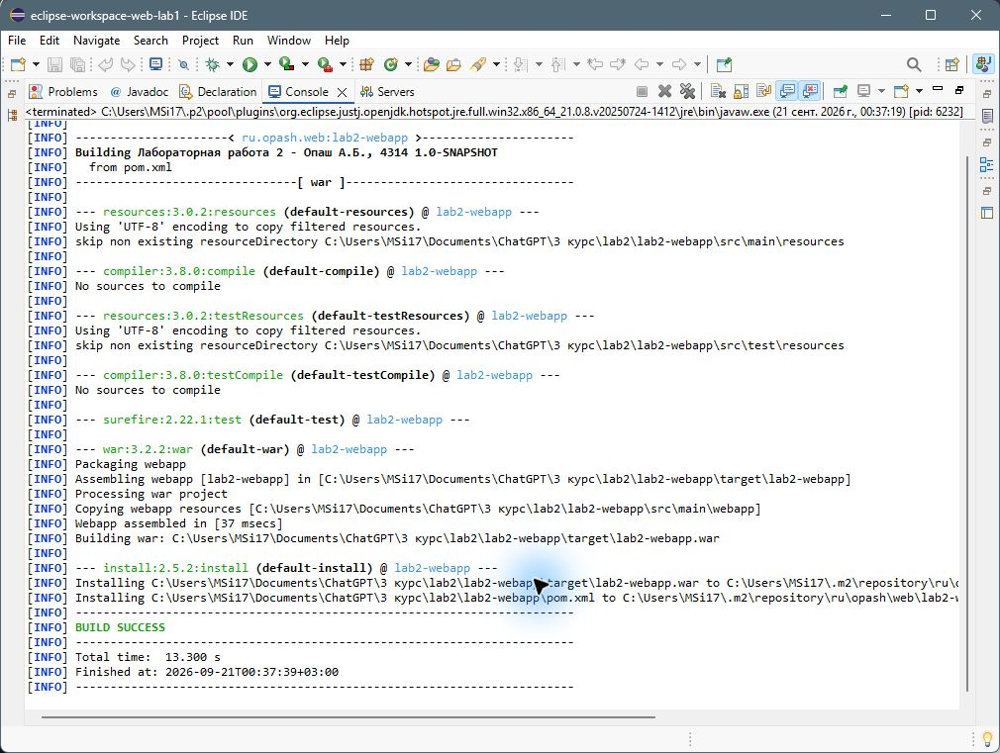 eclipse-workspace-web-lab1 - Eclipse IDE
File Edit Navigate Search Project Run Window Help
Problems @ Javadoc Declaration Console Servers
<terminated> C:\Users\MSi17\.p2\pool\plugins\org.eclipse.justj.openjdk.hotspot.jre.full.win32.x86_64_21.0.8.v20250724-1412\jre\bin\javaw.exe (21 сент. 2026 г., 00:37:19) [pid: 6232]
[INFO]
[INFO] --------------------< ru.opash.web:lab2-webapp >--------------------
[INFO] Building Лабораторная работа 2 - Опаш А.Б., 4314 1.0-SNAPSHOT
[INFO]   from pom.xml
[INFO] --------------------------------[ war ]---------------------------------
[INFO]
[INFO] --- resources:3.0.2:resources (default-resources) @ lab2-webapp ---
[INFO] Using 'UTF-8' encoding to copy filtered resources.
[INFO] skip non existing resourceDirectory C:\Users\MSi17\Documents\ChatGPT\3 курс\lab2\lab2-webapp\src\main\resources
[INFO]
[INFO] --- compiler:3.8.0:compile (default-compile) @ lab2-webapp ---
[INFO] No sources to compile
[INFO]
[INFO] --- resources:3.0.2:testResources (default-testResources) @ lab2-webapp ---
[INFO] Using 'UTF-8' encoding to copy filtered resources.
[INFO] skip non existing resourceDirectory C:\Users\MSi17\Documents\ChatGPT\3 курс\lab2\lab2-webapp\src\test\resources
[INFO]
[INFO] --- compiler:3.8.0:testCompile (default-testCompile) @ lab2-webapp ---
[INFO] No sources to compile
[INFO]
[INFO] --- surefire:2.22.1:test (default-test) @ lab2-webapp ---
[INFO]
[INFO] --- war:3.2.2:war (default-war) @ lab2-webapp ---
[INFO] Packaging webapp
[INFO] Assembling webapp [lab2-webapp] in [C:\Users\MSi17\Documents\ChatGPT\3 курс\lab2\lab2-webapp\target\lab2-webapp]
[INFO] Processing war project
[INFO] Copying webapp resources [C:\Users\MSi17\Documents\ChatGPT\3 курс\lab2\lab2-webapp\src\main\webapp]
[INFO] Webapp assembled in [37 msecs]
[INFO] Building war: C:\Users\MSi17\Documents\ChatGPT\3 курс\lab2\lab2-webapp\target\lab2-webapp.war
[INFO]
[INFO] --- install:2.5.2:install (default-install) @ lab2-webapp ---
[INFO] Installing C:\Users\MSi17\Documents\ChatGPT\3 курс\lab2\lab2-webapp\target\lab2-webapp.war to C:\Users\MSi17\.m2\repository\ru\
[INFO] Installing C:\Users\MSi17\Documents\ChatGPT\3 курс\lab2\lab2-webapp\pom.xml to C:\Users\MSi17\.m2\repository\ru\opash\web\lab2-
[INFO] ------------------------------------------------------------------------
[INFO] BUILD SUCCESS
[INFO] ------------------------------------------------------------------------
[INFO] Total time:  13.300 s
[INFO] Finished at: 2026-09-21T00:37:39+03:00
[INFO] ------------------------------------------------------------------------